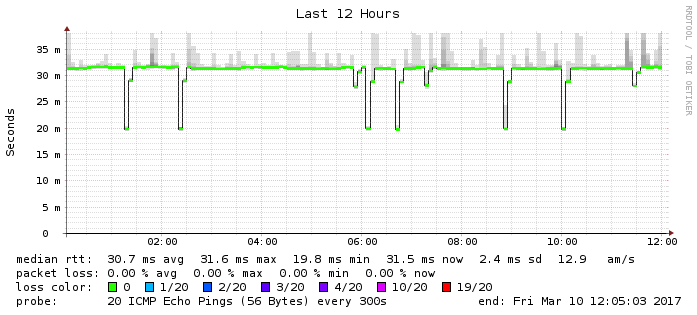 Last 12 Hours
RRDTOOL / TOBI OETIKER
Seconds
35 m
30 m
25 m
20 m
15 m
10 m
5 m
0
02:00 04:00 06:00 08:00 10:00 12:00
median rtt: 30.7 ms avg 31.6 ms max 19.8 ms min 31.5 ms now 2.4 ms sd 12.9 am/s
packet loss: 0.00 % avg 0.00 % max 0.00 % min 0.00 % now
loss color: 0 1/20 2/20 3/20 4/20 10/20 19/20
probe: 20 ICMP Echo Pings (56 Bytes) every 300s end: Fri Mar 10 12:05:03 2017